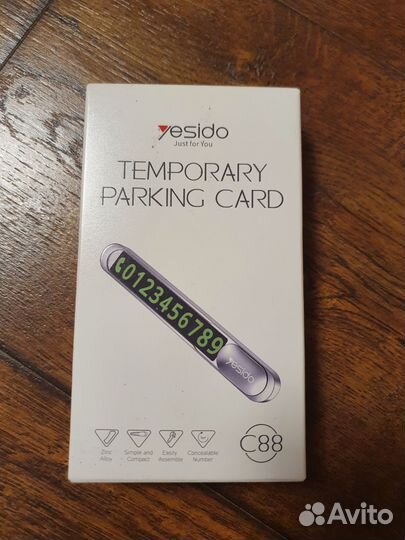 Yesido
Just for You
TEMPORARY
PARKING CARD
0123456789
yesido
Zinc Alloy
Simple and Compact
Easily Assemble
Concealable Number
C88
Avito